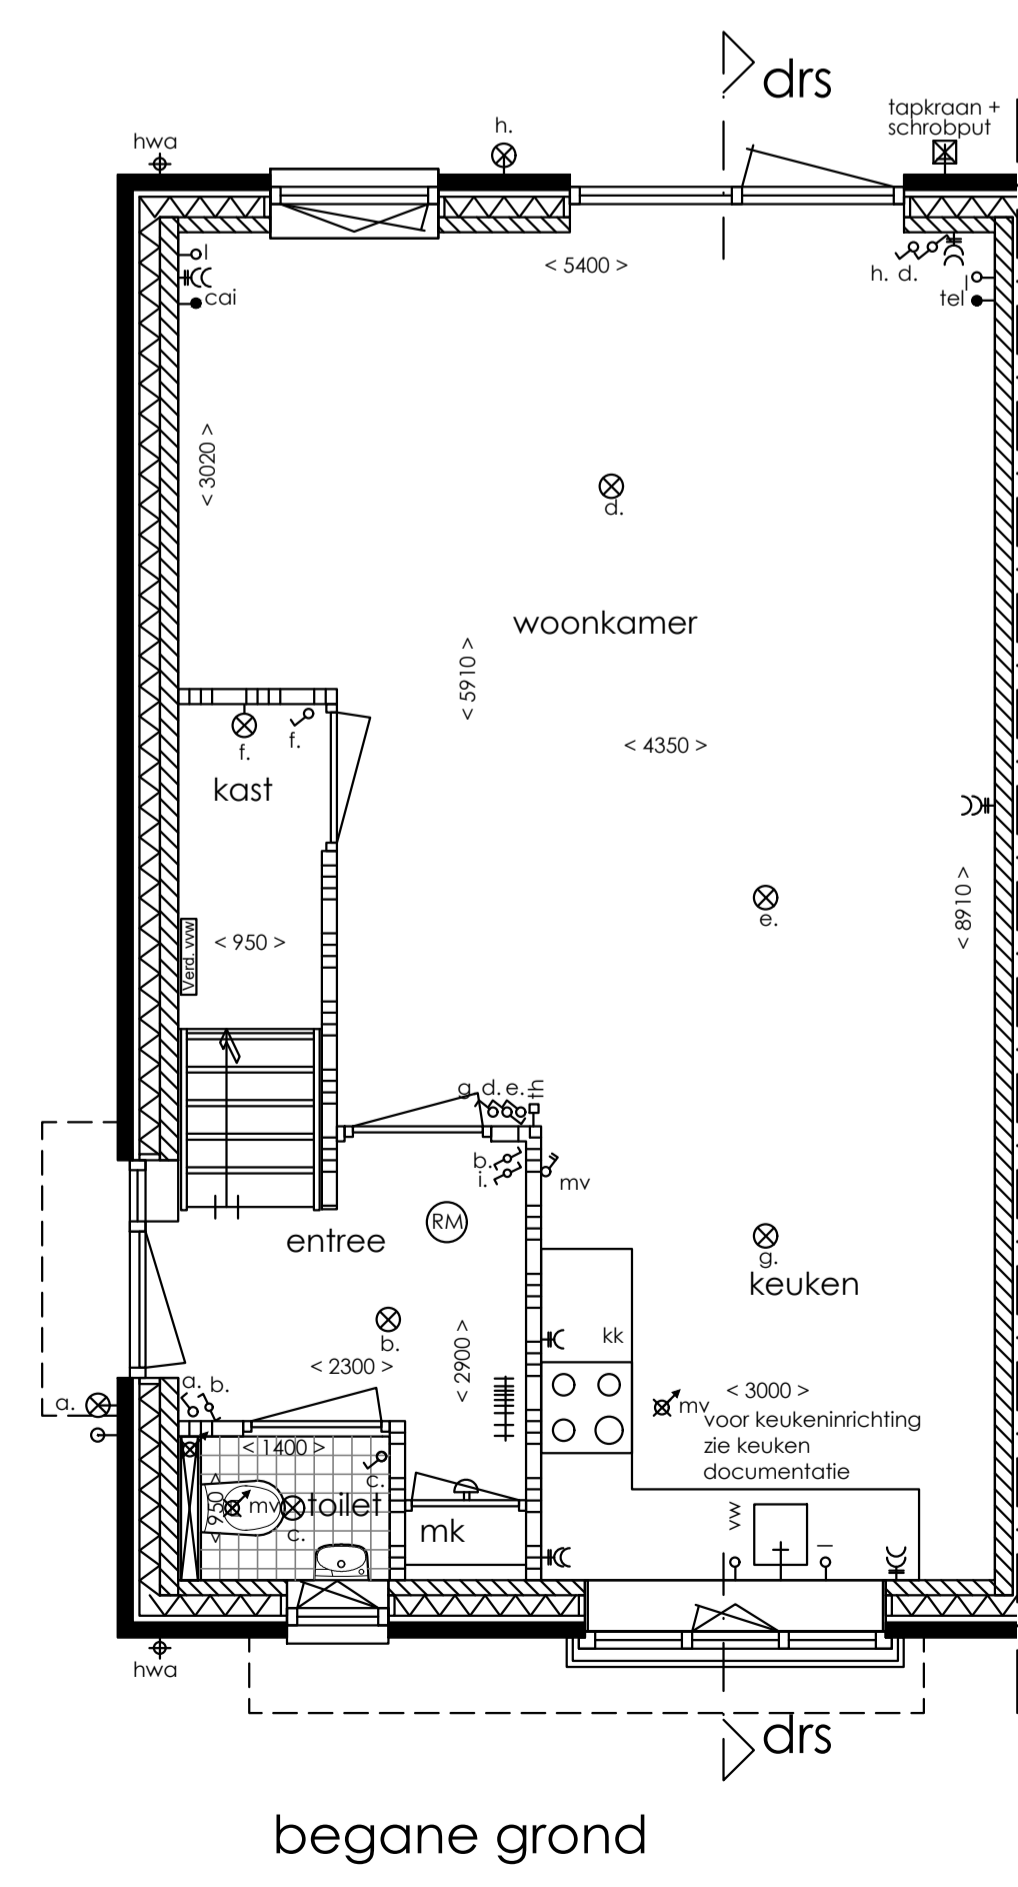 drs
tapkraan +
schrobput
hwa
h.
< 5400 >
h. d.
cai
tel
< 3020 >
d.
woonkamer
< 5910 >
< 4350 >
f.
f.
kast
< 8910 >
e.
Verd. vvw
< 950 >
g. d. e. th
b.
i.
mv
RM
entree
g.
keuken
kk
b.
< 2300 >
< 2900 >
a. b.
a.
< 3000 >
mv
voor keukeninrichting
zie keuken
documentatie
< 1400 >
c.
< 950 >
mv
toilet
c.
mk
vw
hwa
drs
begane grond